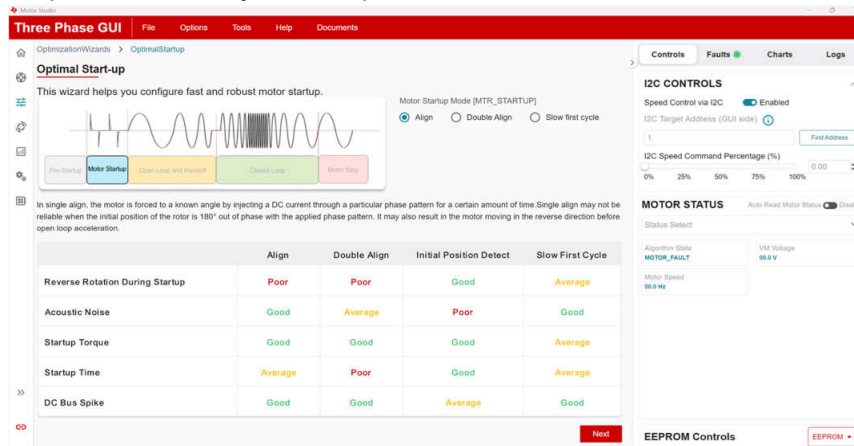 Motor Studio
Three Phase GUI File Options Tools Help Documents
OptimizationWizards > OptimalStartup
Optimal Start-up
This wizard helps you configure fast and robust motor startup.
Motor Startup Mode [MTR_STARTUP]
Align Double Align Slow first cycle
Pre-Startup Motor Startup Open Loop and Handoff Closed Loop Motor Stop
In single align, the motor is forced to a known angle by injecting a DC current through a particular phase pattern for a certain amount of time.Single align may not be
reliable when the initial position of the rotor is 180° out of phase with the applied phase pattern. It may also result in the motor moving in the reverse direction before
open loop acceleration.
Align Double Align Initial Position Detect Slow First Cycle
Reverse Rotation During Startup Poor Poor Good Average
Acoustic Noise Good Average Poor Good
Startup Torque Good Good Good Average
Startup Time Average Poor Good Average
DC Bus Spike Good Good Average Good
Next
Controls Faults Charts Logs
I2C CONTROLS
Speed Control via I2C Enabled
I2C Target Address (GUI side)
1 Find Address
I2C Speed Command Percentage (%)
0.00
0% 25% 50% 75% 100%
MOTOR STATUS Auto Read Motor Status Disa
Status Select
Algorithm State VM Voltage
MOTOR_FAULT 00.0 V
Motor Speed
00.0 Hz
EEPROM Controls EEPROM